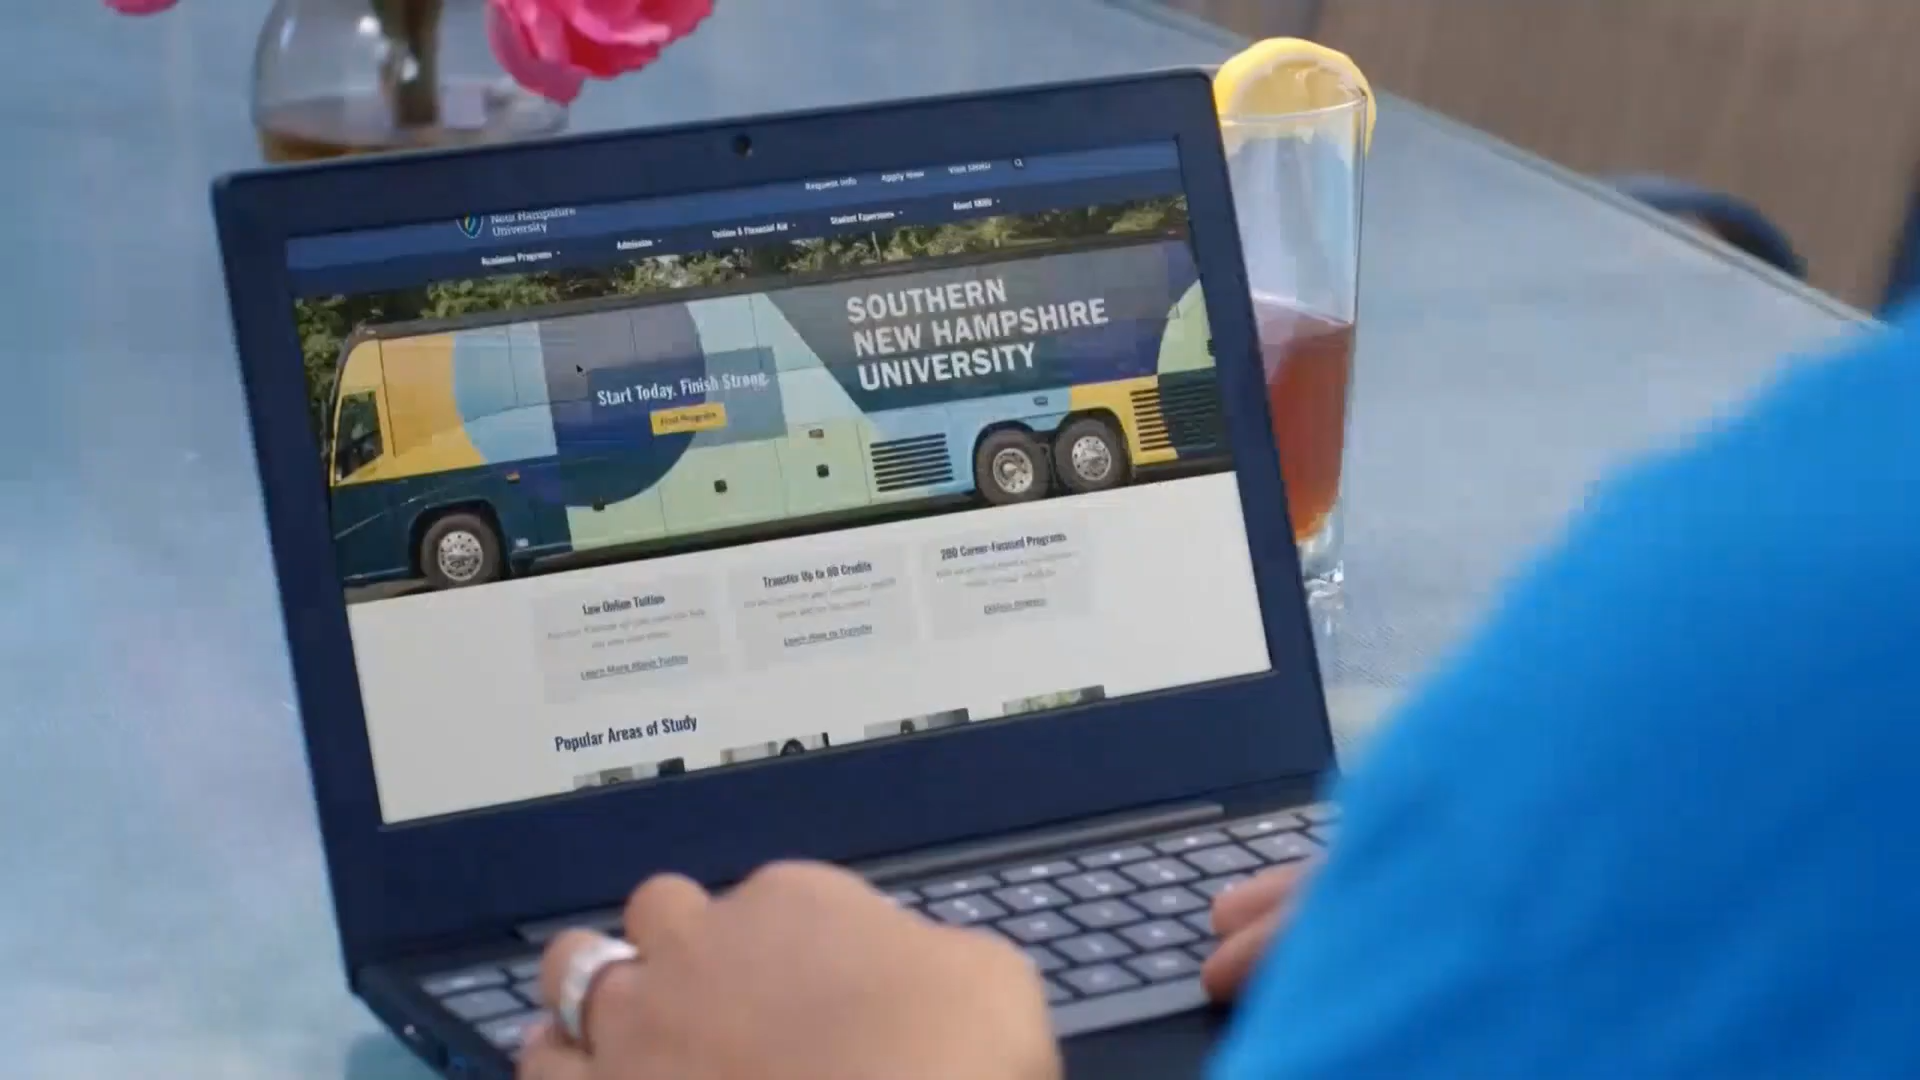 Request Info
Apply Now
Visit SNHU
New Hampshire
University
Academic Programs
Admission
Tuition & Financial Aid
Student Experience
About SNHU
SOUTHERN
NEW HAMPSHIRE
UNIVERSITY
Start Today. Finish Strong.
Find Programs
Low Online Tuition
Learn More About Tuition
Transfer Up to 90 Credits
Learn How to Transfer
200 Career-Focused Programs
Popular Areas of Study